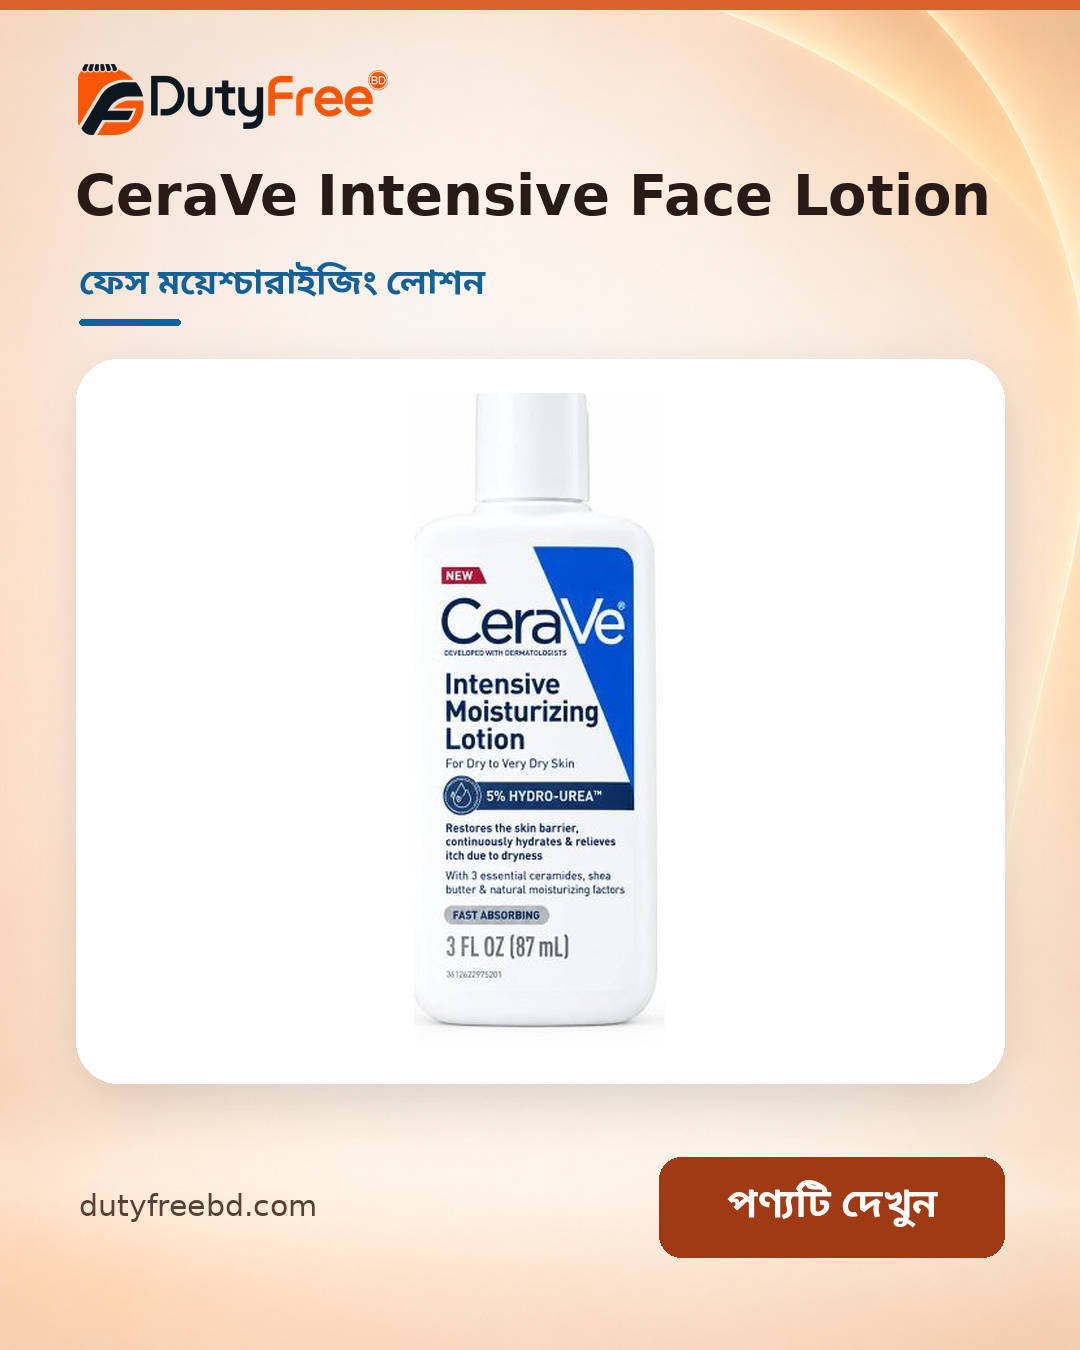 DutyFree BD
CeraVe Intensive Face Lotion
ফেস ময়েশ্চারাইজিং লোশন
NEW
CeraVe®
DEVELOPED WITH DERMATOLOGISTS
Intensive
Moisturizing
Lotion
For Dry to Very Dry Skin
5% HYDRO-UREA™
Restores the skin barrier,
continuously hydrates & relieves
itch due to dryness
With 3 essential ceramides, shea
butter & natural moisturizing factors
FAST ABSORBING
3 FL OZ (87 mL)
3612622975201
dutyfreebd.com
পণ্যটি দেখুন